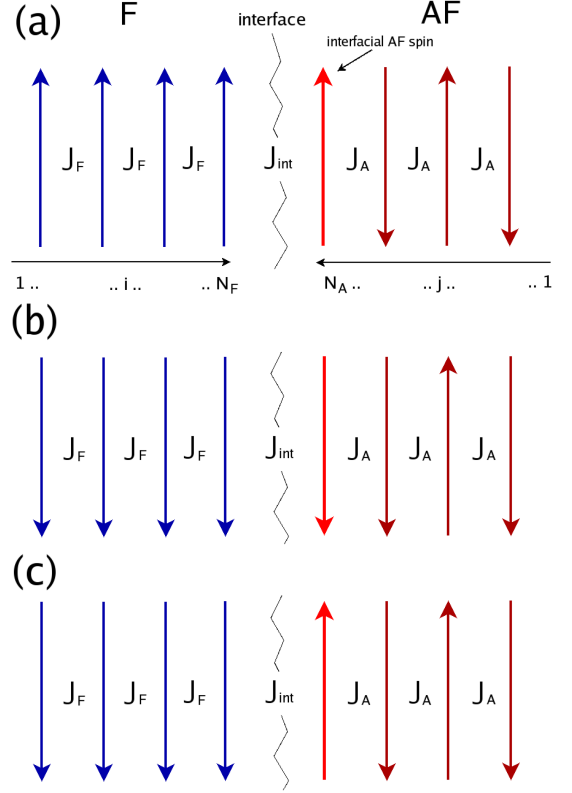 (a) F interface AF
interfacial AF spin
J_F J_F J_F J_int J_A J_A J_A
1 .. .. i .. .. N_F N_A .. .. j .. .. 1
(b)
J_F J_F J_F J_int J_A J_A J_A
(c)
J_F J_F J_F J_int J_A J_A J_A